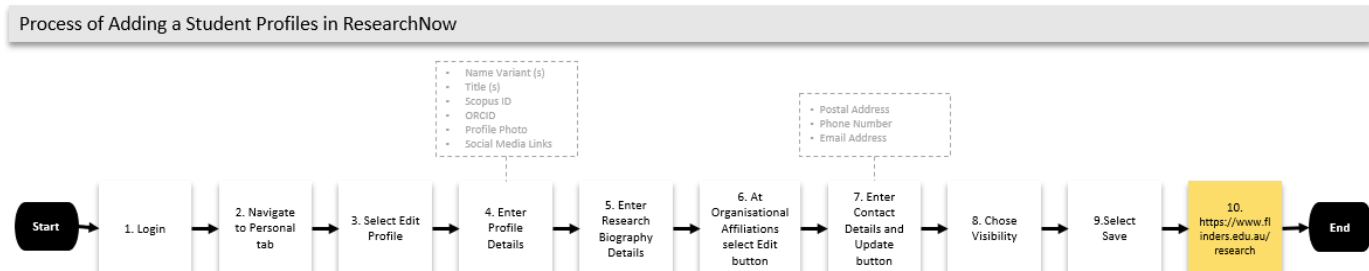 Process of Adding a Student Profiles in ResearchNow
• Name Variant (s)
• Title (s)
• Scopus ID
• ORCID
• Profile Photo
• Social Media Links
• Postal Address
• Phone Number
• Email Address
Start
1. Login
2. Navigate
to Personal
tab
3. Select Edit
Profile
4. Enter
Profile
Details
5. Enter
Research
Biography
Details
6. At
Organisational
Affiliations
select Edit
button
7. Enter
Contact
Details and
Update
button
8. Chose
Visibility
9.Select
Save
10.
https://www.fl
inders.edu.au/
research
End